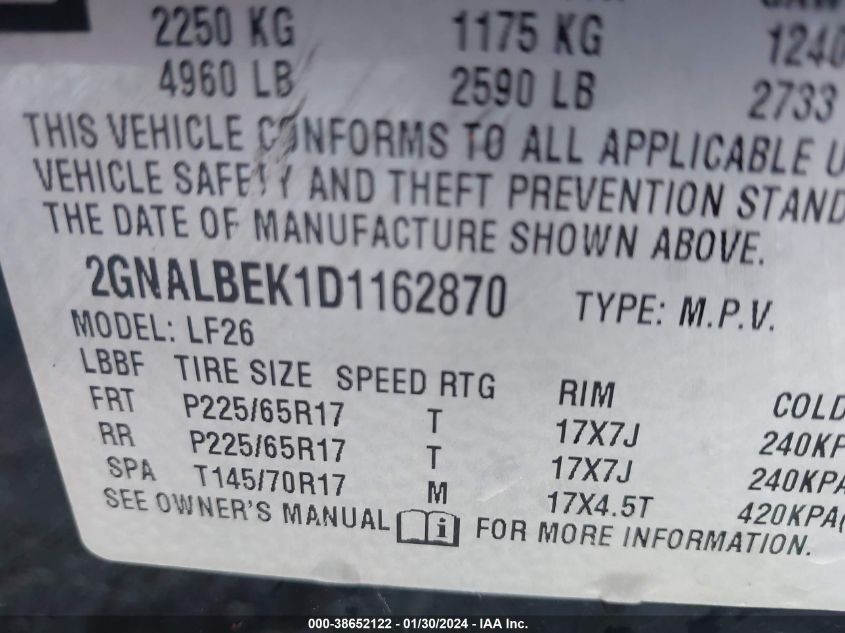 2250 KG 1175 KG 1240
4960 LB 2590 LB 2733
THIS VEHICLE CONFORMS TO ALL APPLICABLE U
VEHICLE SAFETY AND THEFT PREVENTION STAND
THE DATE OF MANUFACTURE SHOWN ABOVE.
2GNALBEK1D1162870 TYPE: M.P.V.
MODEL: LF26
LBBF TIRE SIZE SPEED RTG RIM COLD
FRT P225/65R17 T 17X7J 240KP
RR P225/65R17 T 17X7J 240KPA
SPA T145/70R17 M 17X4.5T 420KPA(
SEE OWNER'S MANUAL i FOR MORE INFORMATION.
000-38652122 - 01/30/2024 - IAA Inc.